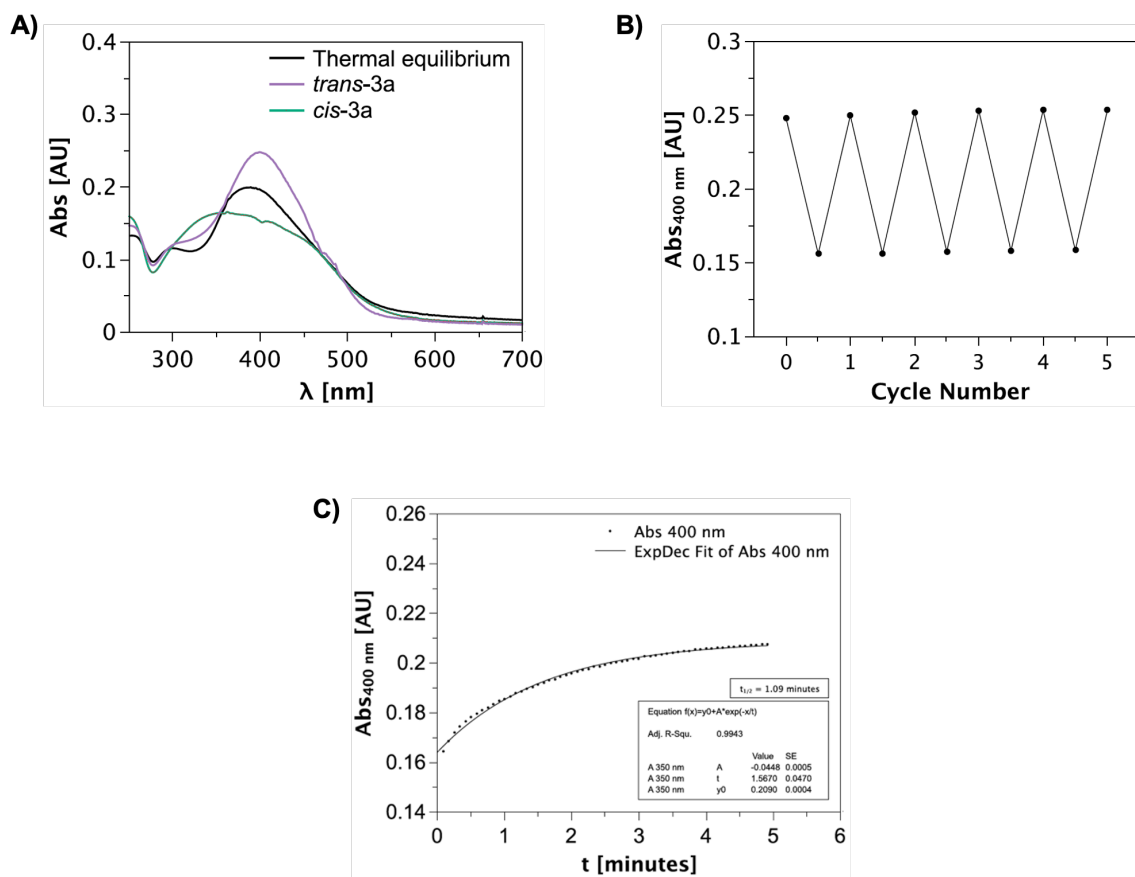 A)
0.4
0.3
0.2
0.1
0
Abs [AU]
Thermal equilibrium
trans-3a
cis-3a
300 400 500 600 700
λ [nm]
B)
0.3
0.25
0.2
0.15
0.1
Abs400 nm [AU]
0 1 2 3 4 5
Cycle Number
C)
0.26
0.24
0.22
0.2
0.18
0.16
0.14
Abs400 nm [AU]
Abs 400 nm
ExpDec Fit of Abs 400 nm
t1/2 = 1.09 minutes
Equation f(x)=y0+A*exp(-x/t)
Adj. R-Squ. 0.9943
Value SE
A 350 nm A -0.0448 0.0005
A 350 nm t 1.5670 0.0470
A 350 nm y0 0.2090 0.0004
0 1 2 3 4 5 6
t [minutes]